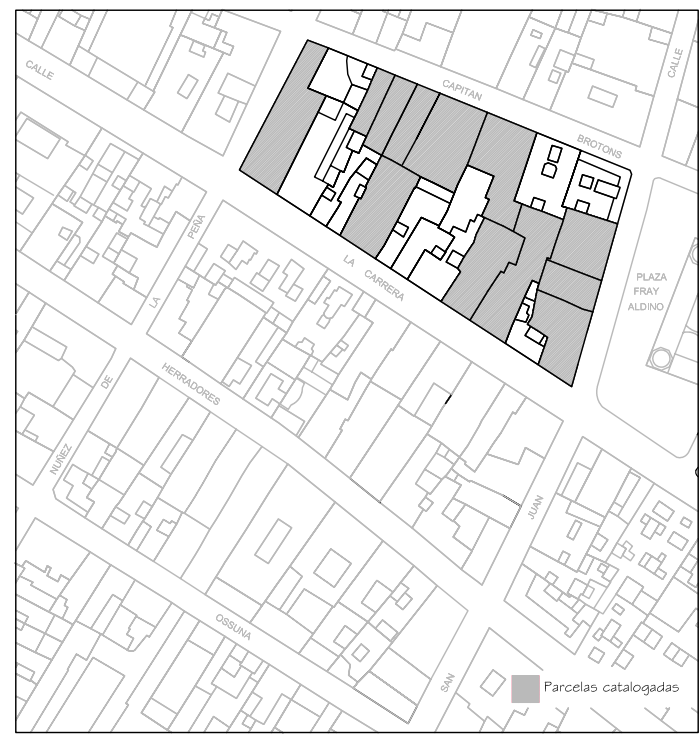 CALLE
CAPITAN
BROTONS
CALLE
PEÑA
LA
LA CARRERA
PLAZA
FRAY
ALDINO
HERRADORES
DE
NUÑEZ
JUAN
OSSUNA
SAN
Parcelas catalogadas